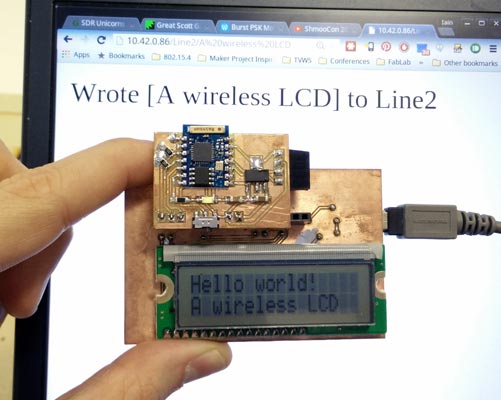 SDR Unicorns
Great Scott G
Burst PSK Mo
ShmooCon 20
10.42.0.86/Li
Iain
10.42.0.86/Line2/A%20wireless%20LCD
Apps
Bookmarks
802.15.4
Maker Project Inspir
TVWS
Conferences
FabLab
Other bookmarks
Wrote [A wireless LCD] to Line2
Hello world!
A wireless LCD